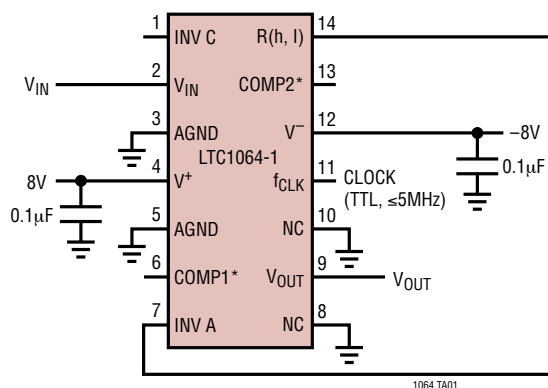 1
INV C
R(h, I)
14
V_IN
2
V_IN
COMP2*
13
3
AGND
V⁻
12
–8V
LTC1064-1
0.1µF
8V
4
V⁺
f_CLK
11
CLOCK
(TTL, ≤5MHz)
0.1µF
5
AGND
NC
10
6
COMP1*
V_OUT
9
V_OUT
7
INV A
NC
8
1064 TA01